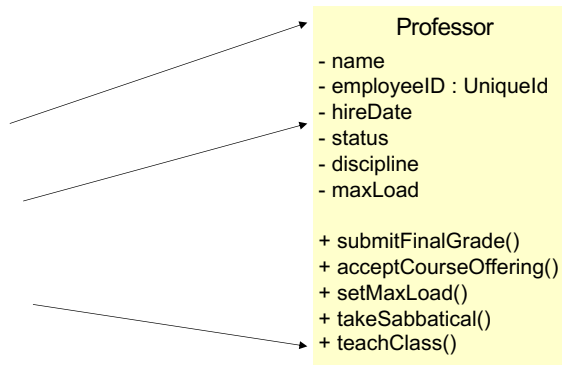 Professor
- name
- employeeID : UniqueId
- hireDate
- status
- discipline
- maxLoad
+ submitFinalGrade()
+ acceptCourseOffering()
+ setMaxLoad()
+ takeSabbatical()
+ teachClass()